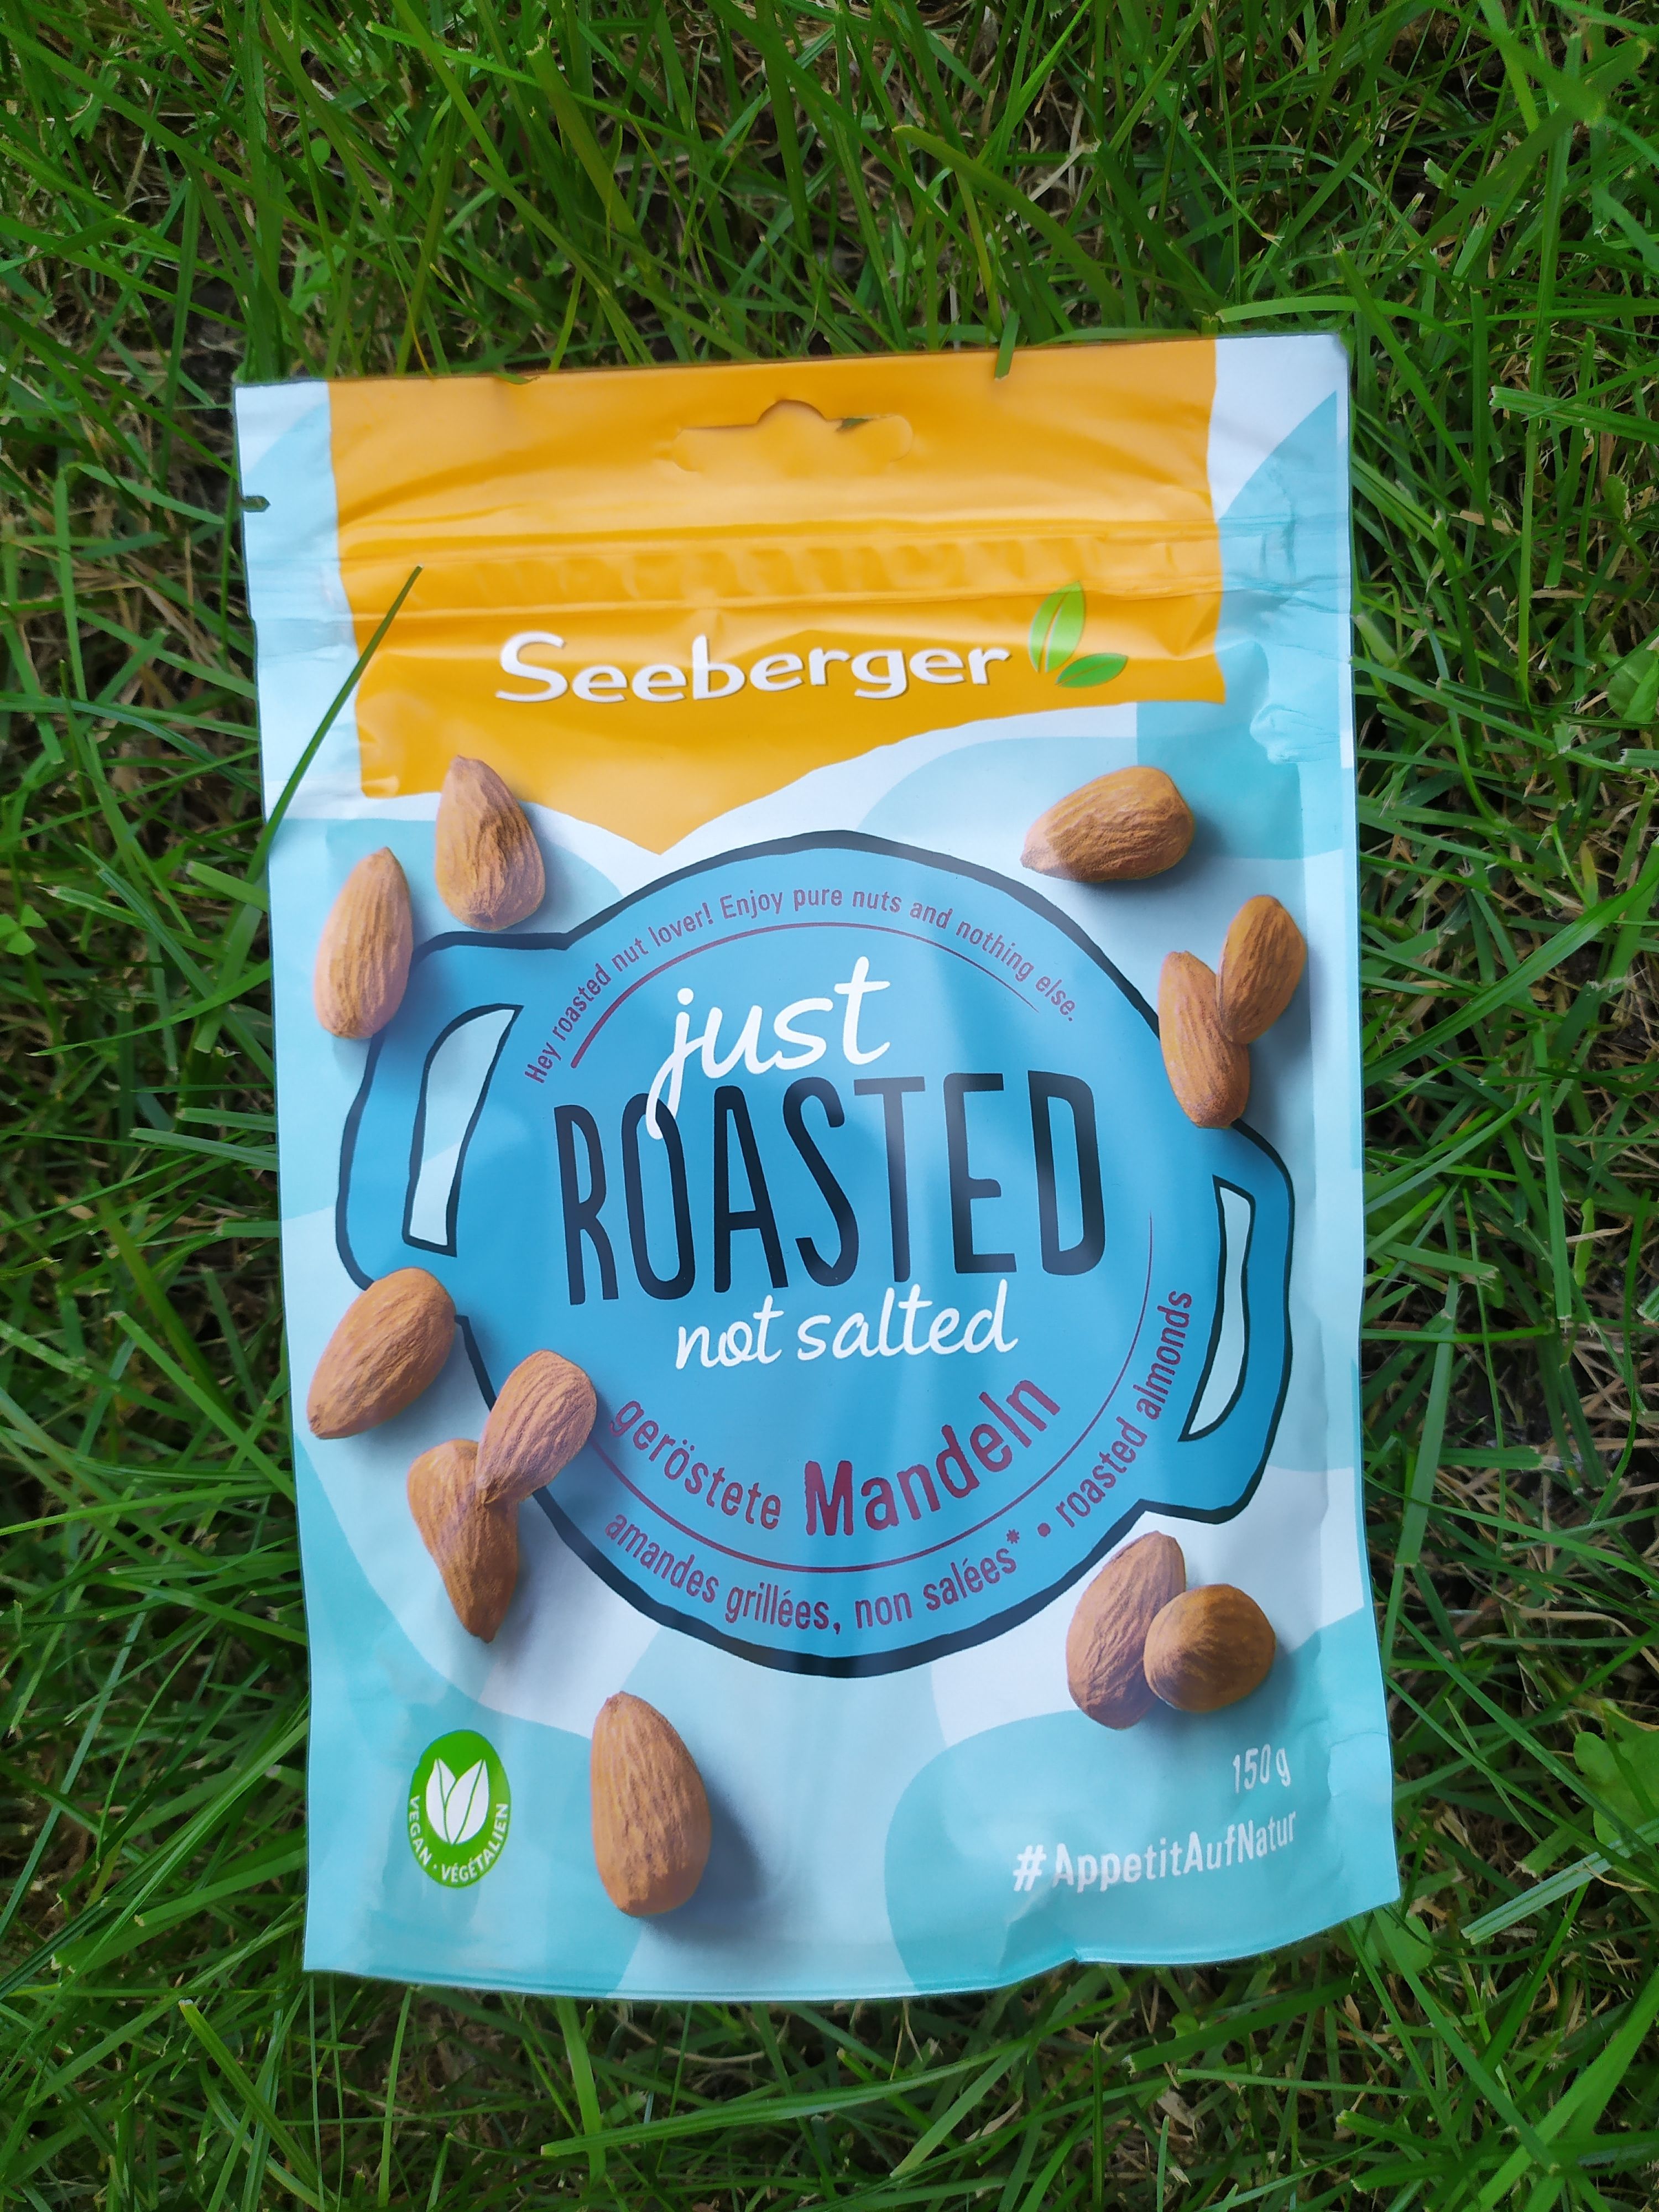 Seeberger
Hey roasted nut lover! Enjoy pure nuts and nothing else.
just
ROASTED
not salted
geröstete Mandeln
amandes grillées, non salées* • roasted almonds
VEGAN · VÉGÉTALIEN
150 g
#AppetitAufNatur